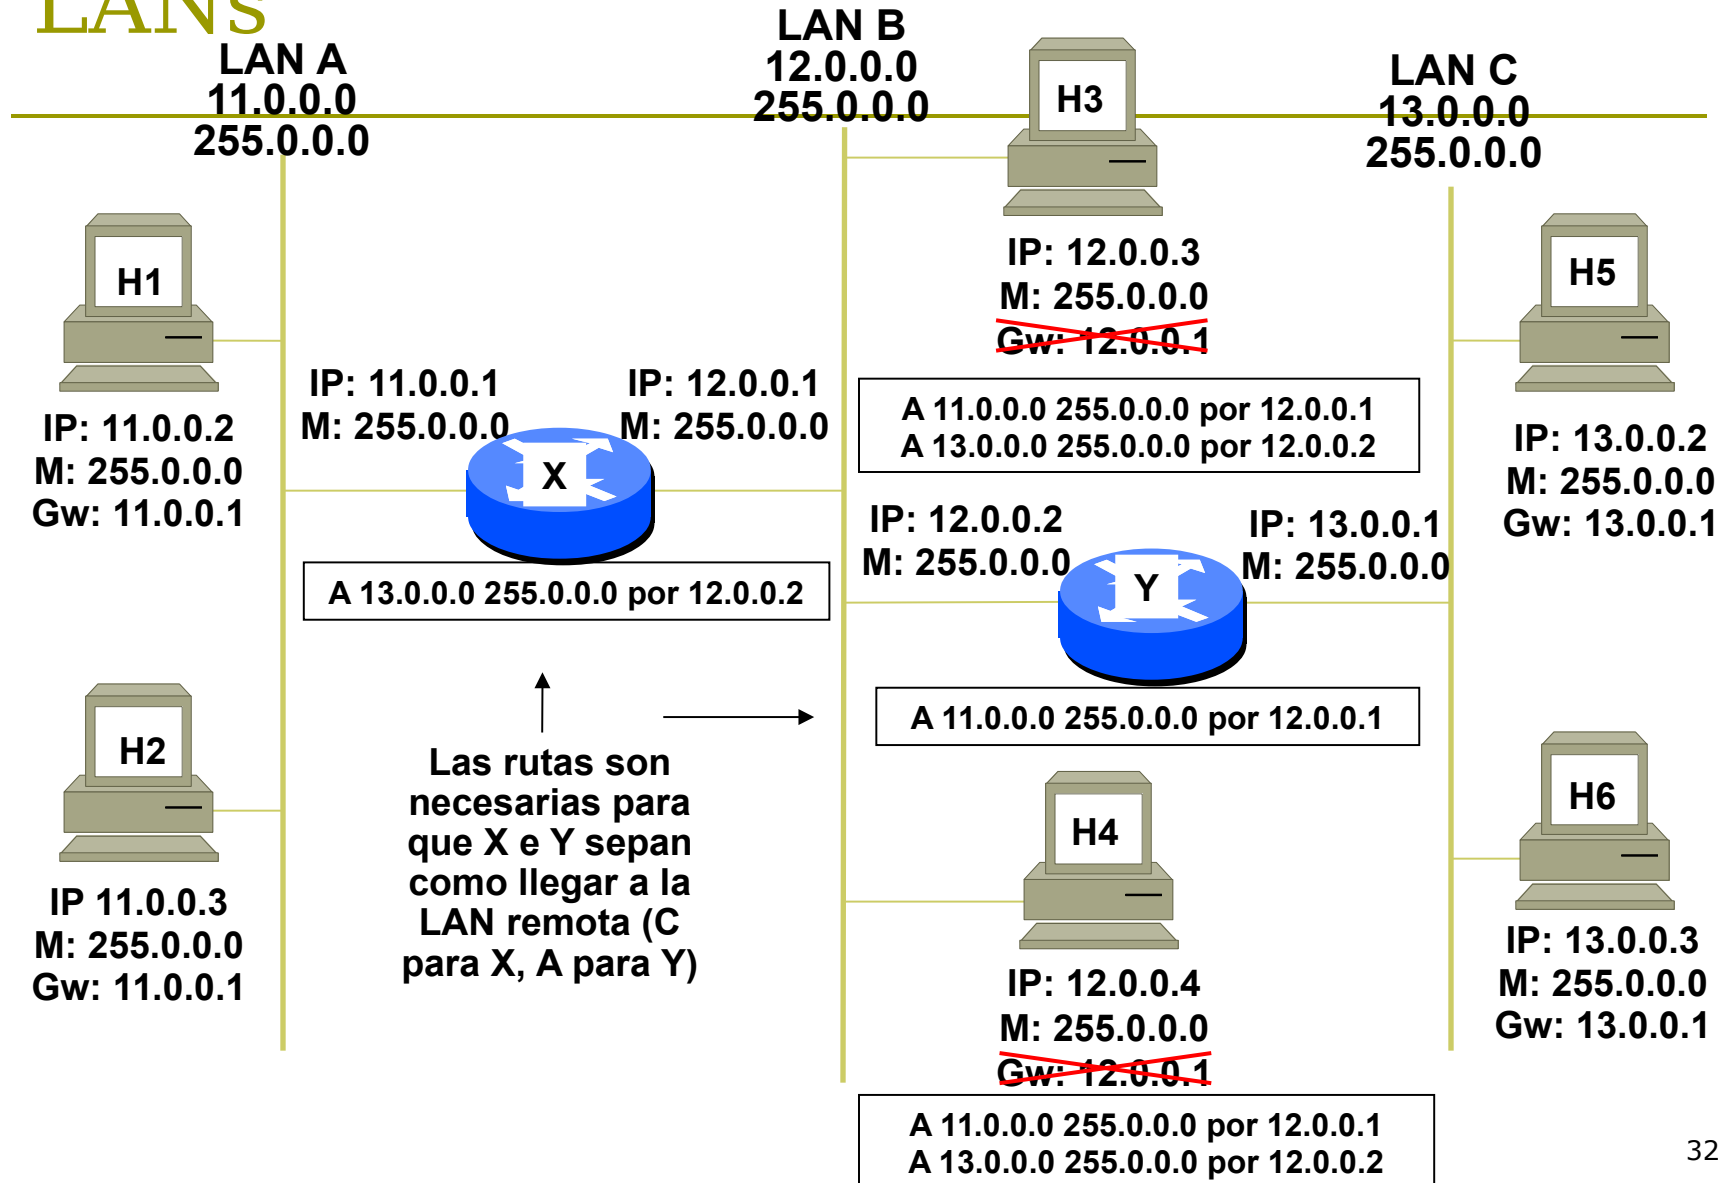 LANs
LAN A
11.0.0.0
255.0.0.0
LAN B
12.0.0.0
255.0.0.0
LAN C
13.0.0.0
255.0.0.0
H1
IP: 11.0.0.2
M: 255.0.0.0
Gw: 11.0.0.1
H2
IP 11.0.0.3
M: 255.0.0.0
Gw: 11.0.0.1
IP: 11.0.0.1
M: 255.0.0.0
IP: 12.0.0.1
M: 255.0.0.0
X
A 13.0.0.0 255.0.0.0 por 12.0.0.2
Las rutas son
necesarias para
que X e Y sepan
como llegar a la
LAN remota (C
para X, A para Y)
H3
IP: 12.0.0.3
M: 255.0.0.0
Gw: 12.0.0.1
A 11.0.0.0 255.0.0.0 por 12.0.0.1
A 13.0.0.0 255.0.0.0 por 12.0.0.2
IP: 12.0.0.2
M: 255.0.0.0
IP: 13.0.0.1
M: 255.0.0.0
Y
A 11.0.0.0 255.0.0.0 por 12.0.0.1
H4
IP: 12.0.0.4
M: 255.0.0.0
Gw: 12.0.0.1
A 11.0.0.0 255.0.0.0 por 12.0.0.1
A 13.0.0.0 255.0.0.0 por 12.0.0.2
H5
IP: 13.0.0.2
M: 255.0.0.0
Gw: 13.0.0.1
H6
IP: 13.0.0.3
M: 255.0.0.0
Gw: 13.0.0.1
32